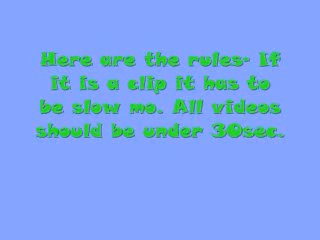 Here are the rules- If
it is a clip it has to
be slow mo. All videos
should be under 30sec.